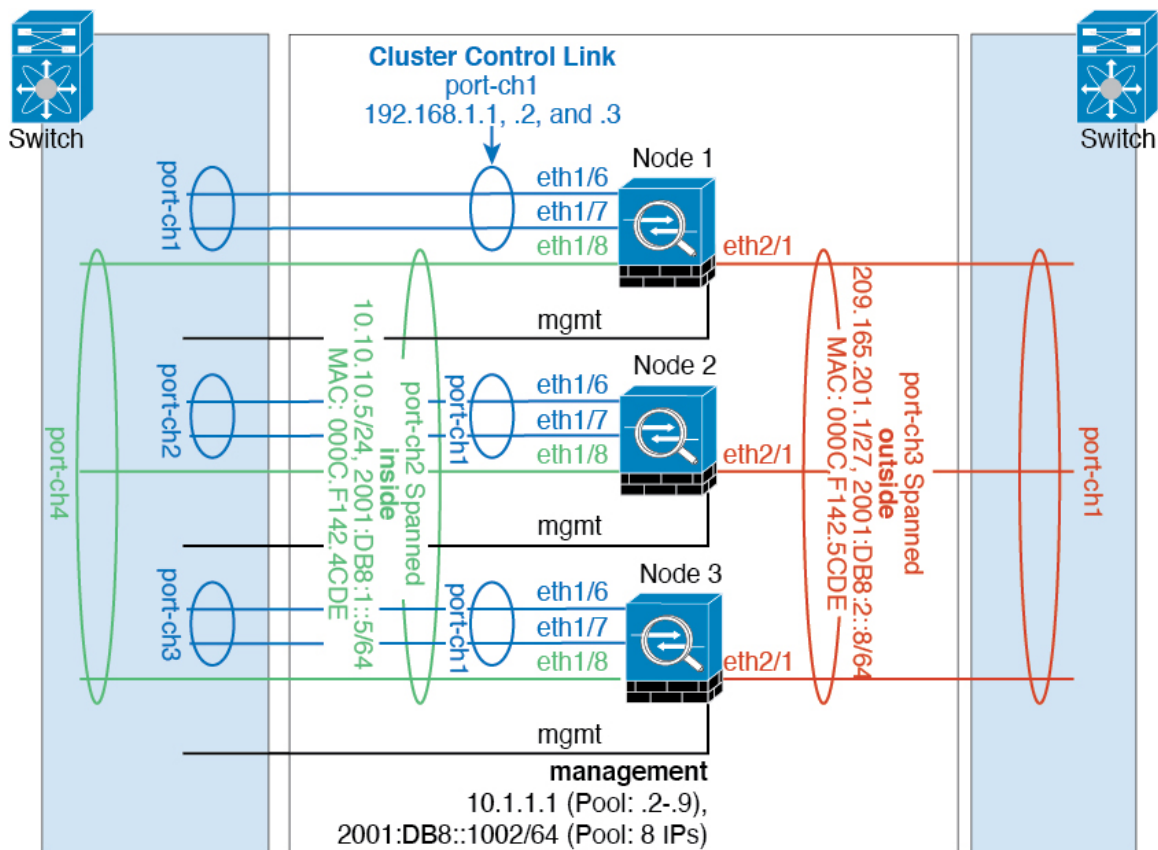 Switch
Switch
Cluster Control Link
port-ch1
192.168.1.1, .2, and .3
Node 1
port-ch1
eth1/6
eth1/7
eth1/8
eth2/1
mgmt
Node 2
port-ch2
port-ch1
eth1/6
eth1/7
eth1/8
eth2/1
mgmt
Node 3
port-ch3
port-ch1
eth1/6
eth1/7
eth1/8
eth2/1
mgmt
port-ch4
port-ch2 Spanned
inside
10.10.10.5/24, 2001:DB8:1::5/64
MAC: 000C.F142.4CDE
port-ch3 Spanned
outside
209.165.201.1/27, 2001:DB8:2::8/64
MAC: 000C.F142.5CDE
port-ch1
management
10.1.1.1 (Pool: .2-.9),
2001:DB8::1002/64 (Pool: 8 IPs)